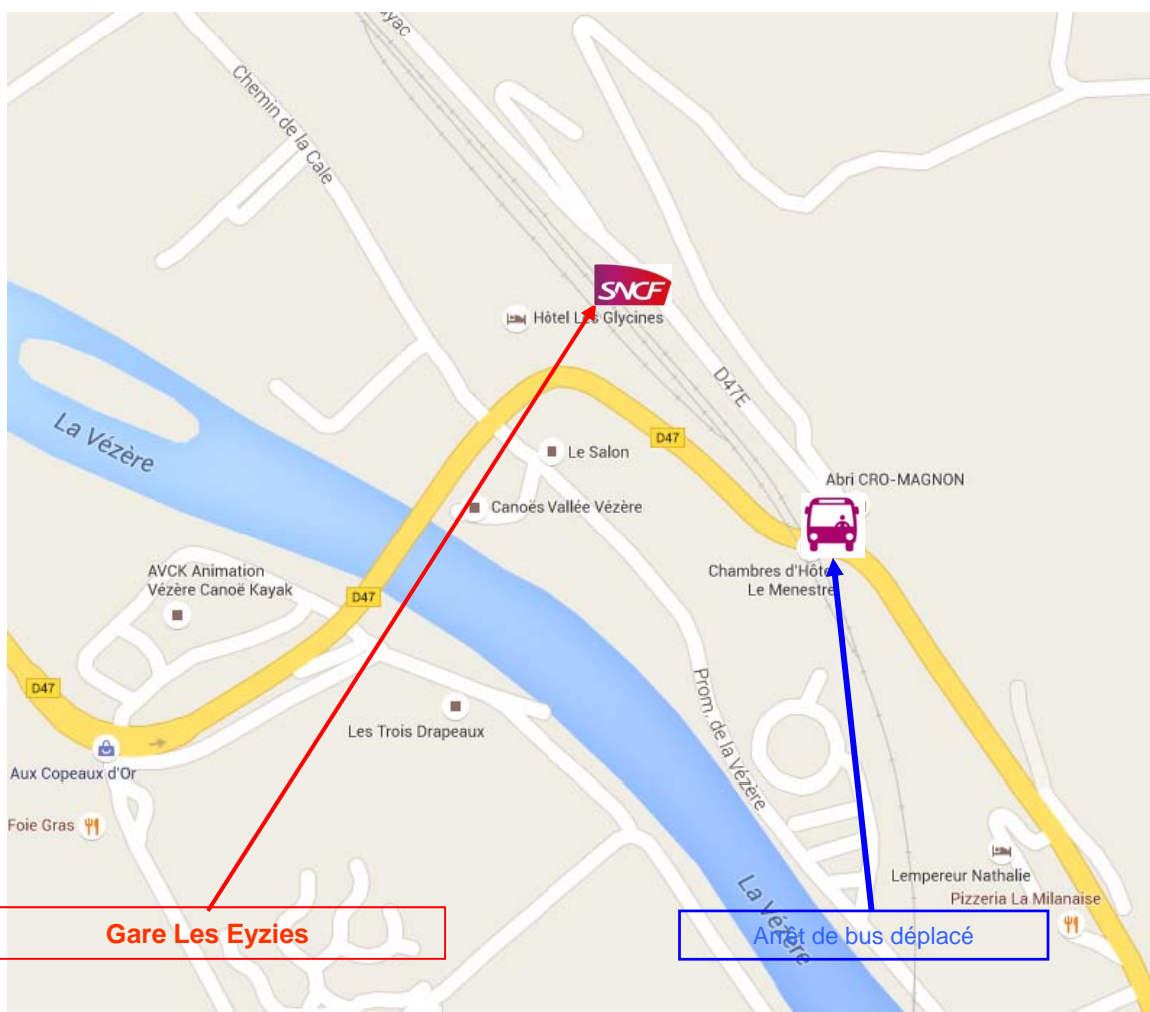 yac
Chemin de la Cale
SNCF
Hôtel Les Glycines
D47E
La Vézère
D47
Le Salon
Abri CRO-MAGNON
Canoës Vallée Vézère
AVCK Animation
Vézère Canoë Kayak
Chambres d'Hôte
Le Menestre
D47
D47
Prom. de la Vézère
Les Trois Drapeaux
Aux Copeaux d'Or
Foie Gras
Lempereur Nathalie
La Vézère
Pizzeria La Milanaise
Gare Les Eyzies
Arrêt de bus déplacé